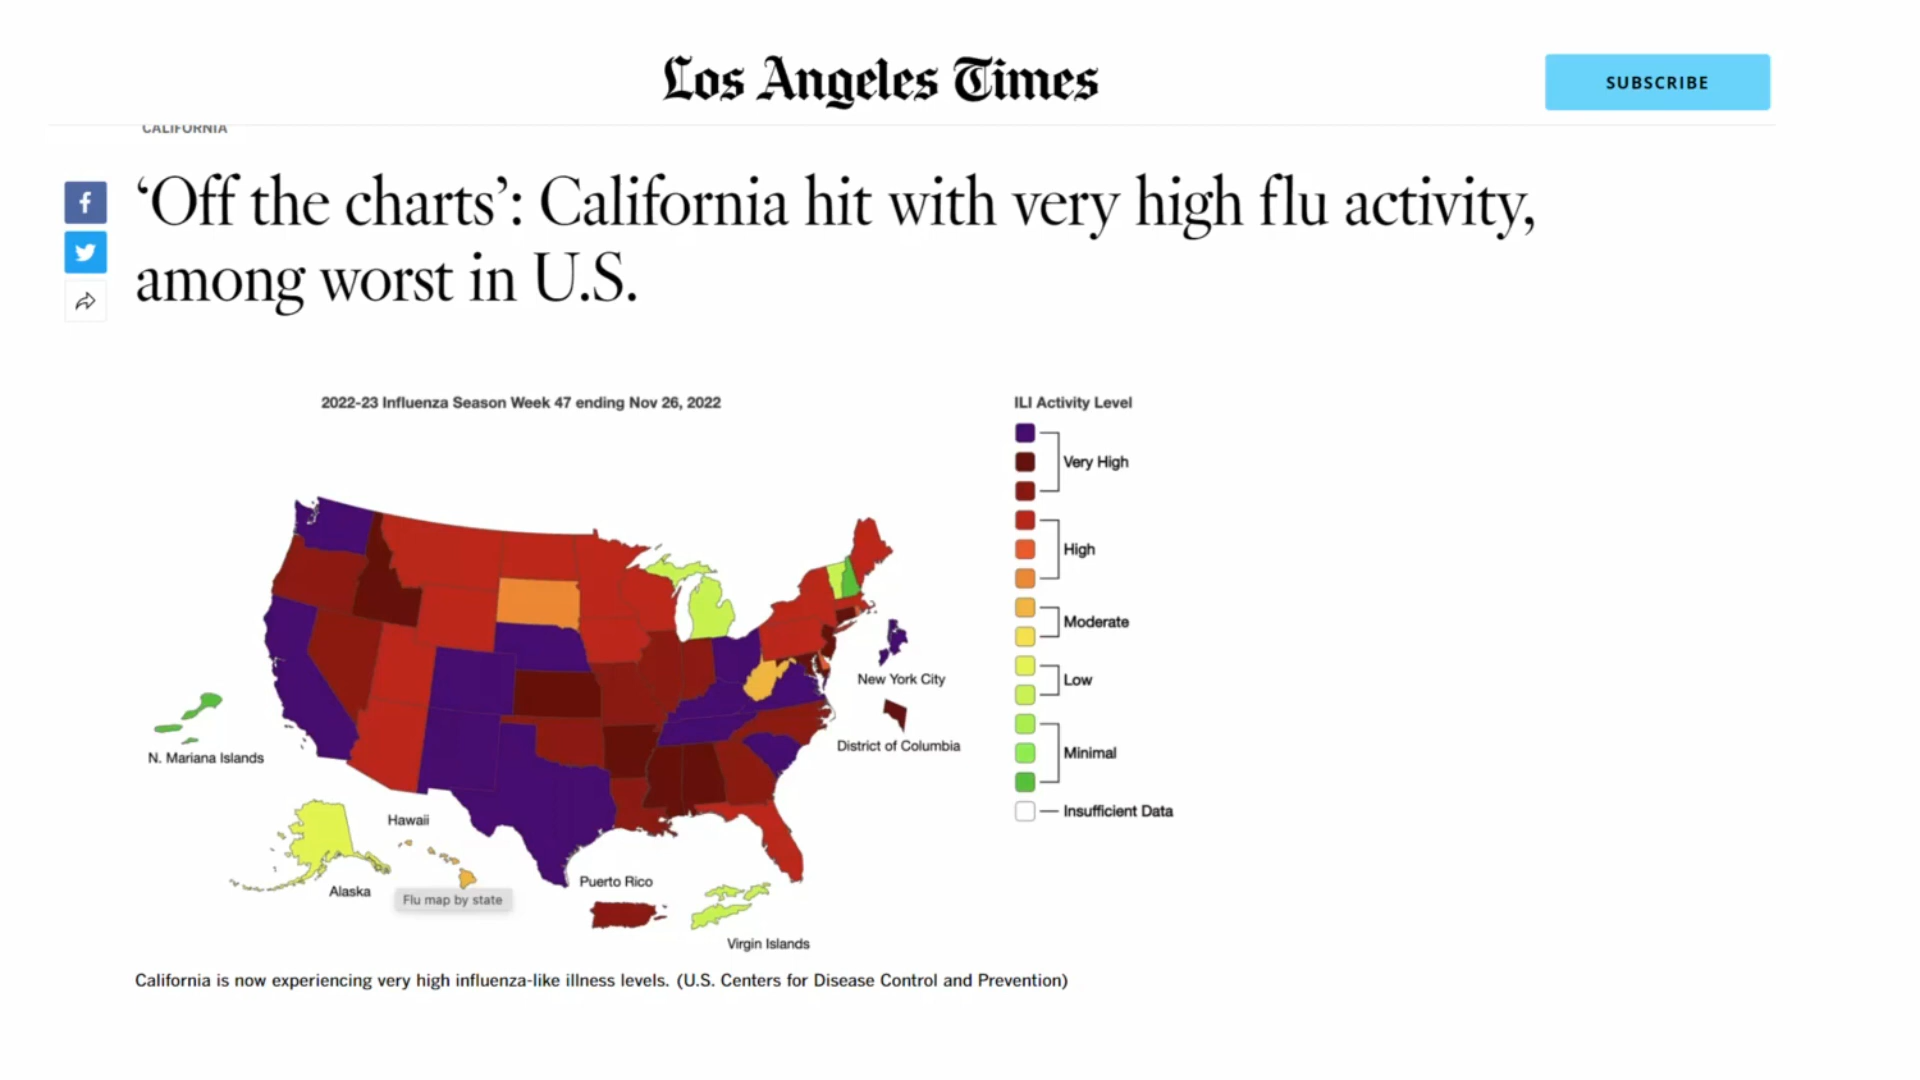 Los Angeles Times
SUBSCRIBE
CALIFORNIA
‘Off the charts’: California hit with very high flu activity,
among worst in U.S.
2022-23 Influenza Season Week 47 ending Nov 26, 2022
ILI Activity Level
Very High
High
Moderate
Low
Minimal
Insufficient Data
New York City
District of Columbia
N. Mariana Islands
Hawaii
Alaska
Flu map by state
Puerto Rico
Virgin Islands
California is now experiencing very high influenza-like illness levels. (U.S. Centers for Disease Control and Prevention)